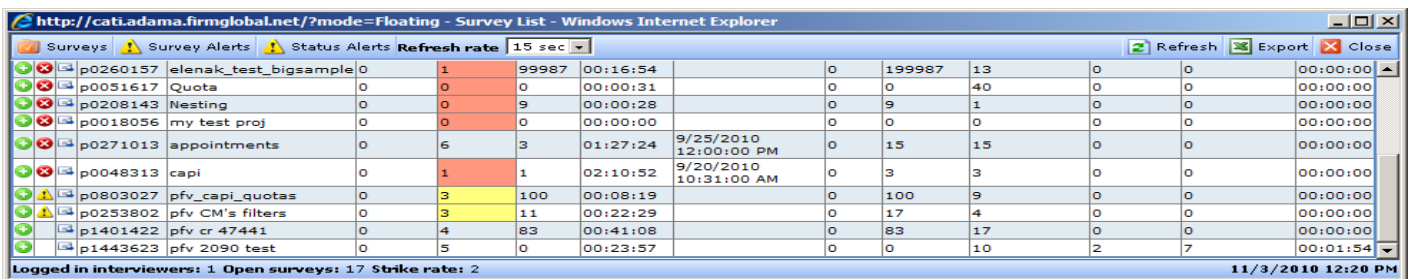 http://cati.adama.firmglobal.net/?mode=Floating - Survey List - Windows Internet Explorer
Surveys Survey Alerts Status Alerts Refresh rate 15 sec Refresh Export Close
p0260157 elenak_test_bigsample 0 1 99987 00:16:54 0 199987 13 0 0 00:00:00
p0051617 Quota 0 0 0 00:00:31 0 0 40 0 0 00:00:00
p0208143 Nesting 0 0 9 00:00:28 0 9 1 0 0 00:00:00
p0018056 my test proj 0 0 0 00:00:00 0 0 0 0 0 00:00:00
p0271013 appointments 0 6 3 01:27:24 9/25/2010 12:00:00 PM 0 15 15 0 0 00:00:00
p0048313 capi 0 1 1 02:10:52 9/20/2010 10:31:00 AM 0 3 3 0 0 00:00:00
p0803027 pfv_capi_quotas 0 3 100 00:08:19 0 100 9 0 0 00:00:00
p0253802 pfv CM's filters 0 3 11 00:22:29 0 17 4 0 0 00:00:00
p1401422 pfv cr 47441 0 4 83 00:41:08 0 83 17 0 0 00:00:00
p1443623 pfv 2090 test 0 5 0 00:23:57 0 0 10 2 7 00:01:54
Logged in interviewers: 1 Open surveys: 17 Strike rate: 2 11/3/2010 12:20 PM